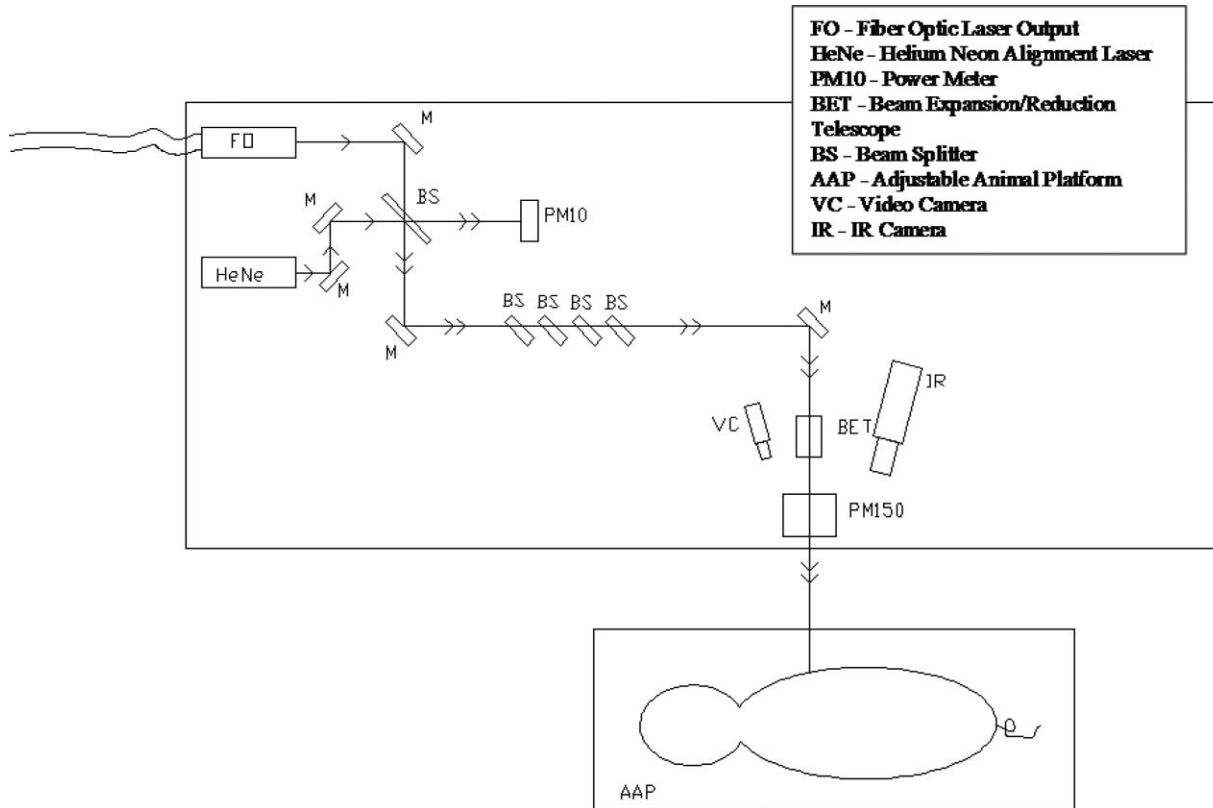 FO - Fiber Optic Laser Output
HeNe - Helium Neon Alignment Laser
PM10 - Power Meter
BET - Beam Expansion/Reduction
Telescope
BS - Beam Splitter
AAP - Adjustable Animal Platform
VC - Video Camera
IR - IR Camera
FO
M
BS
M
PM10
HeNe
M
BS BS BS BS
M
M
IR
VC
BET
PM150
AAP